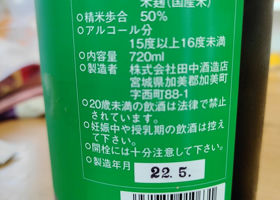 米麹(国産米)
●精米歩合 50%
●アルコール分
15度以上16度未満
●内容量 720ml
●製造者 株式会社田中酒造店
宮城県加美郡加美町
字西町88-1
●20歳未満の飲酒は法律で禁止
されています。
●妊娠中や授乳期の飲酒は控え
て下さい。
●開栓には十分注意して下さい。
●製造年月 22.5.